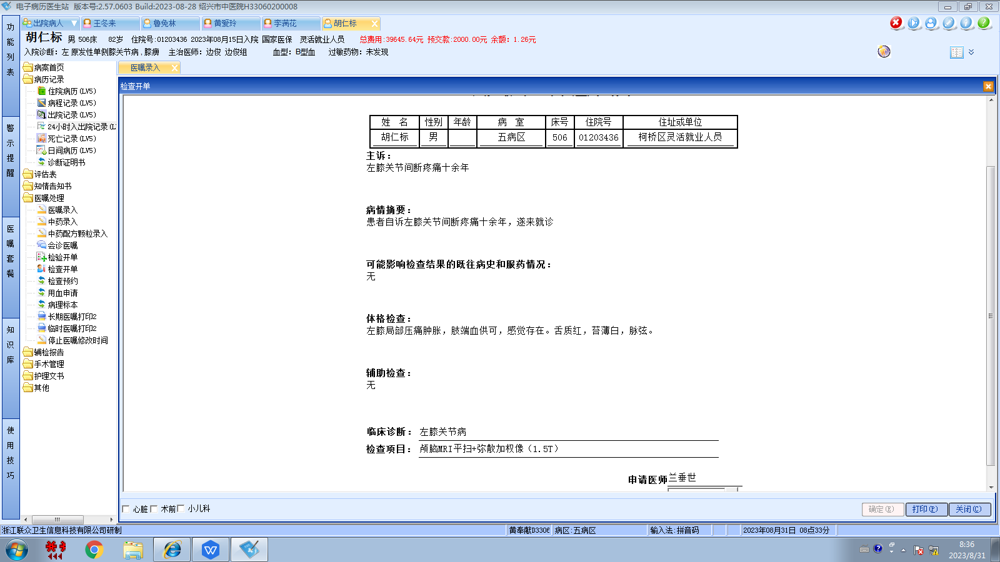 电子病历医生站 版本号:2.57.0603 Build:2023-08-28 绍兴市中医院H33060200008
出院病人 王冬来 鲁免林 黄爱玲 李满花 胡仁标
胡仁标 男 506床 82岁 住院号:01203436 2023年08月15日入院 国家医保 灵活就业人员 总费用:39645.64元 预交款:2000.00元 余额: 1.26元
入院诊断: 左 原发性单侧膝关节病,膝痹 主治医师: 边俊 边俊组 血型: B型血 过敏药物: 未发现
功能列表
警示提醒
医嘱套餐
知识库
使用技巧
病案首页
病历记录
住院病历(LV5)
病程记录(LV5)
出院记录(LV5)
24小时入出院记录(L
死亡记录(LV5)
日间病历(LV5)
诊断证明书
评估表
知情告知书
医嘱处理
医嘱录入
中药录入
中药配方颗粒录入
会诊医嘱
检验开单
检查开单
检查预约
用血申请
病理标本
长期医嘱打印2
临时医嘱打印2
停止医嘱修改时间
辅检报告
手术管理
护理文书
其他
医嘱录入
检查开单
姓 名 性别 年龄 病 室 床号 住院号 住址或单位
胡仁标 男 五病区 506 01203436 柯桥区灵活就业人员
主诉:
左膝关节间断疼痛十余年
病情摘要:
患者自诉左膝关节间断疼痛十余年，遂来就诊
可能影响检查结果的既往病史和服药情况:
无
体格检查:
左膝局部压痛肿胀，肢端血供可，感觉存在。舌质红，苔薄白，脉弦。
辅助检查:
无
临床诊断: 左膝关节病
检查项目: 颅脑MRI平扫+弥散加权像（1.5T）
申请医师 兰垂世
心脏 术前 小儿科
确定(E) 打印(P) 关闭(C)
浙江联众卫生信息科技有限公司研制 黄奉献D330E 病区:五病区 输入法:拼音码 2023年08月31日 08点33分
8:36
2023/8/31